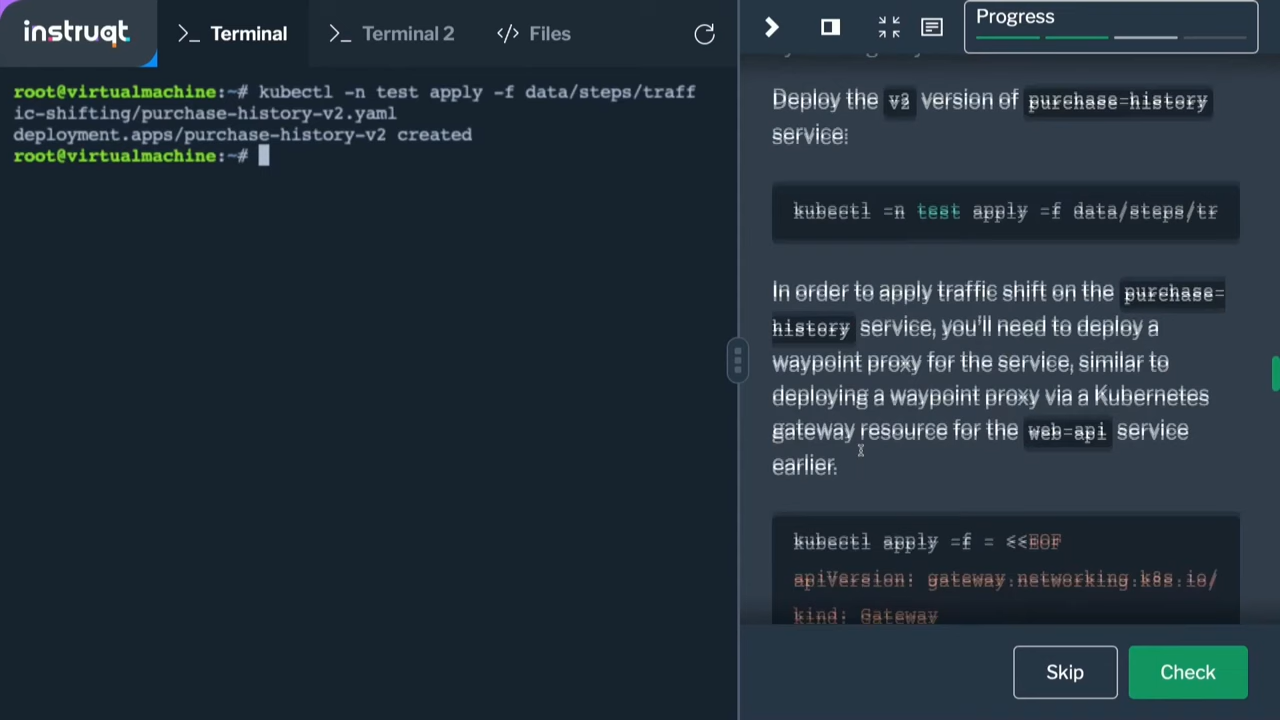 instruqt
>_ Terminal
>_ Terminal 2
</> Files
Progress
root@virtualmachine:~# kubectl -n test apply -f data/steps/traff
ic-shifting/purchase-history-v2.yaml
deployment.apps/purchase-history-v2 created
root@virtualmachine:~#
Deploy the v2 version of purchase-history
service:
kubectl -n test apply -f data/steps/tr
In order to apply traffic shift on the purchase-
history service, you'll need to deploy a
waypoint proxy for the service, similar to
deploying a waypoint proxy via a Kubernetes
gateway resource for the web-api service
earlier.
kubectl apply -f - <<EOF
apiVersion: gateway.networking.k8s.io/
kind: Gateway
Skip
Check